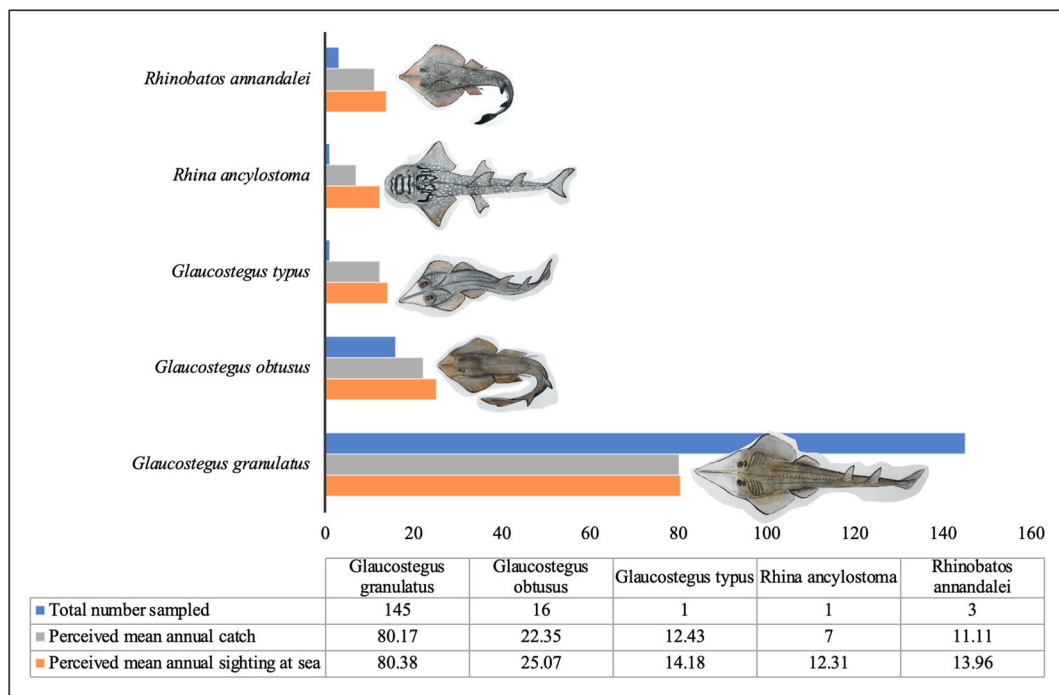 Rhinobatos annandalei
Rhina ancylostoma
Glaucostegus typus
Glaucostegus obtusus
Glaucostegus granulatus
0 20 40 60 80 100 120 140 160
Glaucostegus granulatus Glaucostegus obtusus Glaucostegus typus Rhina ancylostoma Rhinobatos annandalei
Total number sampled 145 16 1 1 3
Perceived mean annual catch 80.17 22.35 12.43 7 11.11
Perceived mean annual sighting at sea 80.38 25.07 14.18 12.31 13.96